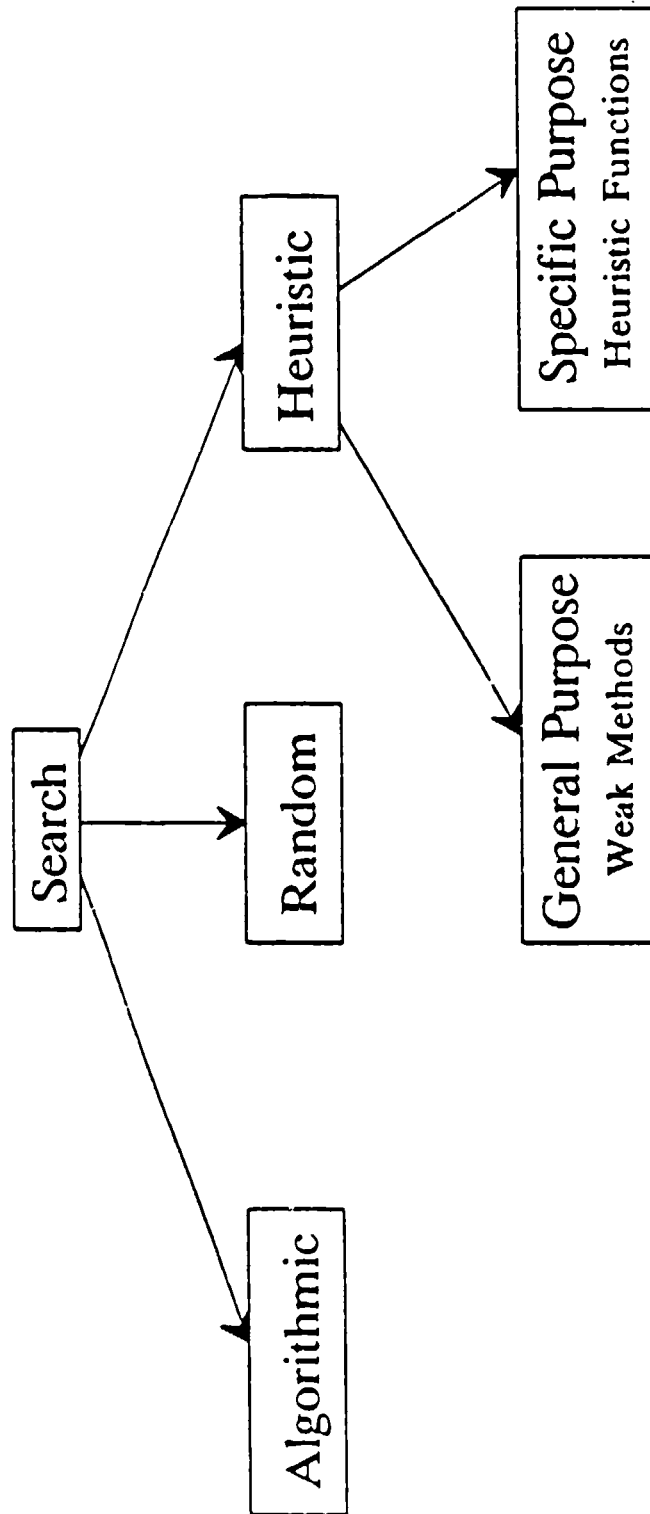 Search
Algorithmic
Random
Heuristic
General Purpose
Weak Methods
Specific Purpose
Heuristic Functions